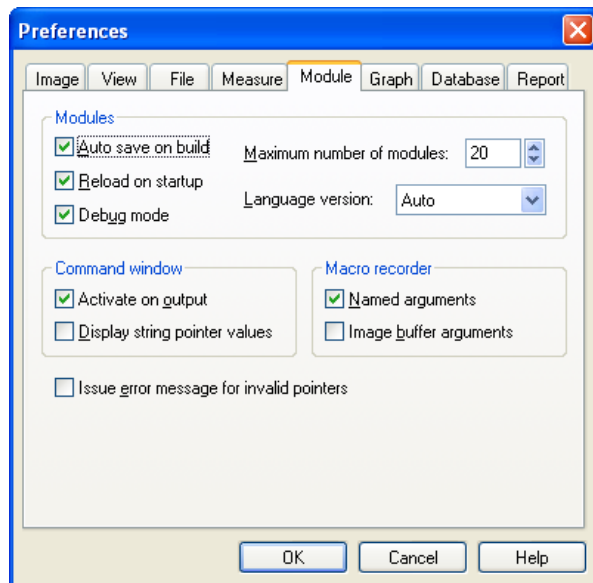 Preferences
Image View File Measure Module Graph Database Report
Modules
Auto save on build
Maximum number of modules: 20
Reload on startup
Language version: Auto
Debug mode
Command window
Activate on output
Display string pointer values
Macro recorder
Named arguments
Image buffer arguments
Issue error message for invalid pointers
OK Cancel Help